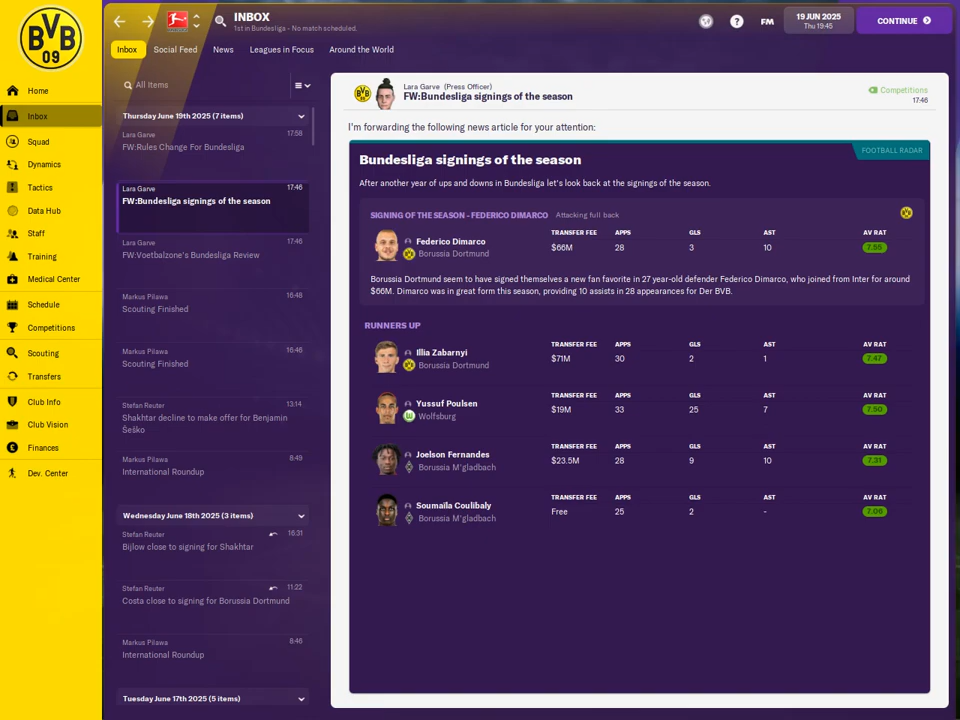 BVB
09
INBOX
1st in Bundesliga - No match scheduled.
?
FM
19 JUN 2025
Thu 19:45
CONTINUE
Inbox
Social Feed
News
Leagues in Focus
Around the World
Home
Inbox
Squad
Dynamics
Tactics
Data Hub
Staff
Training
Medical Center
Schedule
Competitions
Scouting
Transfers
Club Info
Club Vision
Finances
Dev. Center
All Items
Thursday June 19th 2025 (7 items)
Lara Garve 17:58
FW:Rules Change For Bundesliga
Lara Garve 17:46
FW:Bundesliga signings of the season
Lara Garve 17:46
FW:Voetbalzone's Bundesliga Review
Markus Pilawa 16:48
Scouting Finished
Markus Pilawa 16:46
Scouting Finished
Stefan Reuter 13:14
Shakhtar decline to make offer for Benjamin
Šeško
Markus Pilawa 8:49
International Roundup
Wednesday June 18th 2025 (3 items)
Stefan Reuter 16:31
Bijlow close to signing for Shakhtar
Stefan Reuter 11:22
Costa close to signing for Borussia Dortmund
Markus Pilawa 8:46
International Roundup
Tuesday June 17th 2025 (5 items)
Lara Garve (Press Officer)
FW:Bundesliga signings of the season
Competitions
17:46
I'm forwarding the following news article for your attention:
Bundesliga signings of the season
FOOTBALL RADAR
After another year of ups and downs in Bundesliga let's look back at the signings of the season.
SIGNING OF THE SEASON - FEDERICO DIMARCO Attacking full back
Federico Dimarco
Borussia Dortmund
TRANSFER FEE APPS GLS AST AV RAT
$66M 28 3 10 7.55
Borussia Dortmund seem to have signed themselves a new fan favorite in 27 year-old defender Federico Dimarco, who joined from Inter for around
$66M. Dimarco was in great form this season, providing 10 assists in 28 appearances for Der BVB.
RUNNERS UP
Illia Zabarnyi
Borussia Dortmund
TRANSFER FEE APPS GLS AST AV RAT
$71M 30 2 1 7.47
Yussuf Poulsen
Wolfsburg
TRANSFER FEE APPS GLS AST AV RAT
$19M 33 25 7 7.50
Joelson Fernandes
Borussia M'gladbach
TRANSFER FEE APPS GLS AST AV RAT
$23.5M 28 9 10 7.31
Soumaïla Coulibaly
Borussia M'gladbach
TRANSFER FEE APPS GLS AST AV RAT
Free 25 2 - 7.06